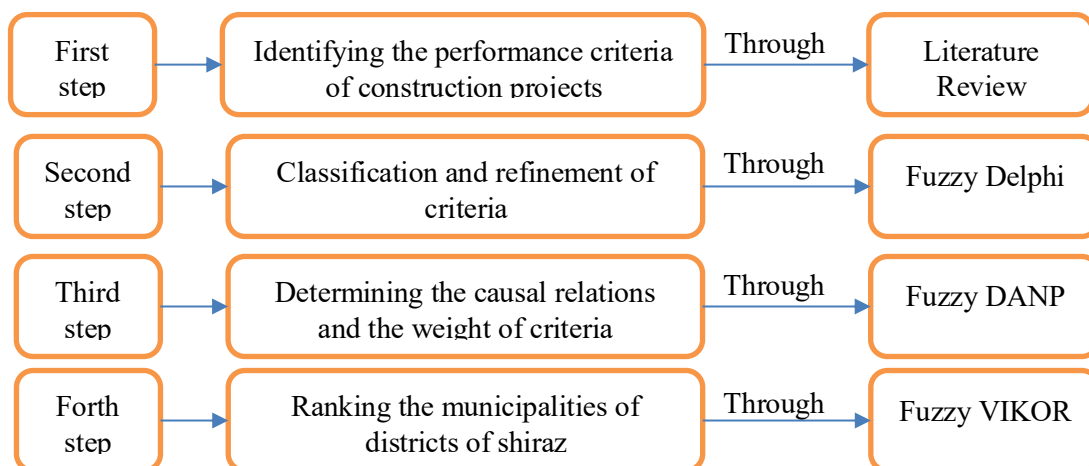 First
step
Identifying the performance criteria
of construction projects
Through
Literature
Review
Second
step
Classification and refinement of
criteria
Through
Fuzzy Delphi
Third
step
Determining the causal relations
and the weight of criteria
Through
Fuzzy DANP
Forth
step
Ranking the municipalities of
districts of shiraz
Through
Fuzzy VIKOR